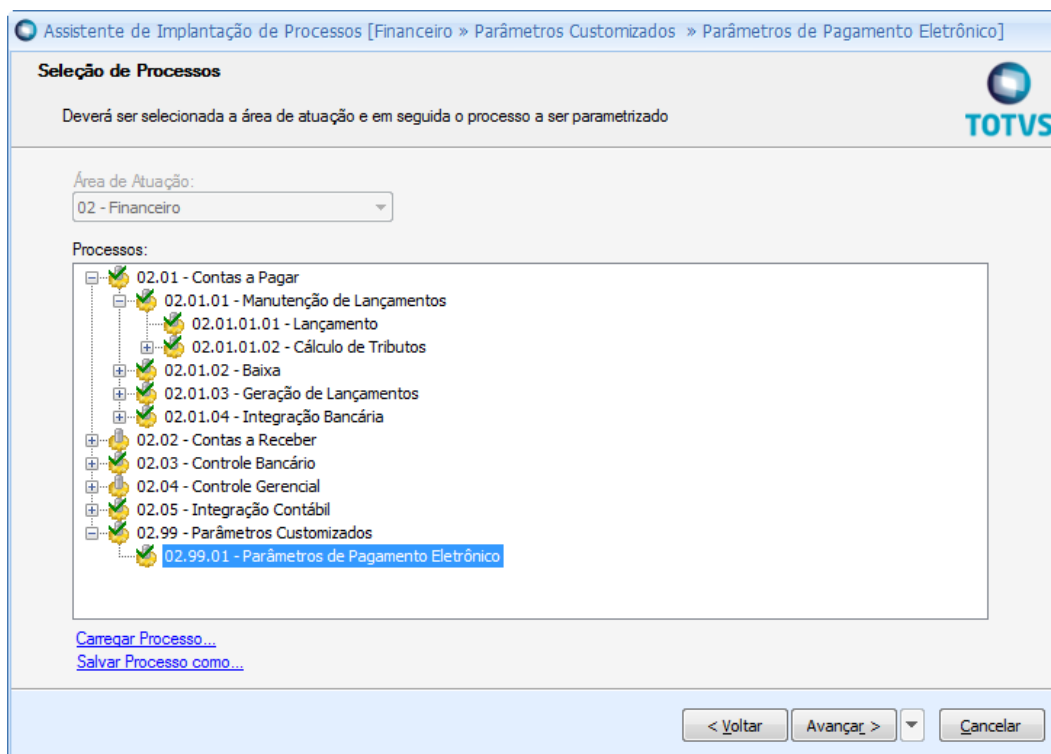 Assistente de Implantação de Processos [Financeiro » Parâmetros Customizados » Parâmetros de Pagamento Eletrônico]
Seleção de Processos
Deverá ser selecionada a área de atuação e em seguida o processo a ser parametrizado
TOTVS
Área de Atuação:
02 - Financeiro
Processos:
02.01 - Contas a Pagar
02.01.01 - Manutenção de Lançamentos
02.01.01.01 - Lançamento
02.01.01.02 - Cálculo de Tributos
02.01.02 - Baixa
02.01.03 - Geração de Lançamentos
02.01.04 - Integração Bancária
02.02 - Contas a Receber
02.03 - Controle Bancário
02.04 - Controle Gerencial
02.05 - Integração Contábil
02.99 - Parâmetros Customizados
02.99.01 - Parâmetros de Pagamento Eletrônico
Carregar Processo...
Salvar Processo como...
< Voltar Avançar > Cancelar